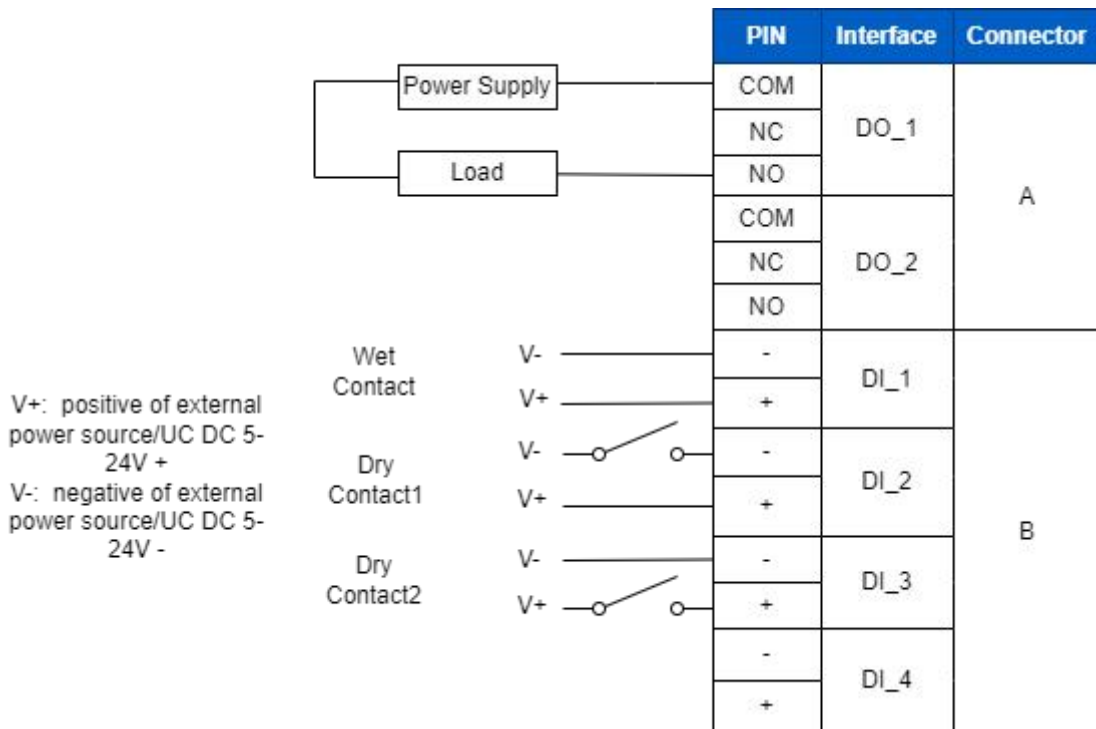 PIN Interface Connector
Power Supply
COM
NC
DO_1
Load
NO
A
COM
NC
DO_2
NO
Wet
Contact
V-
-
DI_1
V+
+
V+: positive of external
power source/UC DC 5-
24V +
V-: negative of external
power source/UC DC 5-
24V -
Dry
Contact1
V-
-
DI_2
V+
+
B
Dry
Contact2
V-
-
DI_3
V+
+
-
DI_4
+